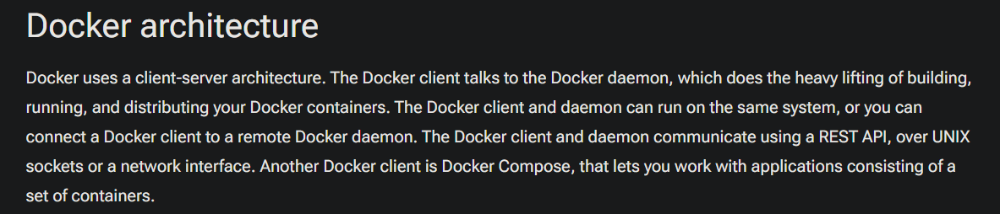 Docker architecture
Docker uses a client-server architecture. The Docker client talks to the Docker daemon, which does the heavy lifting of building,
running, and distributing your Docker containers. The Docker client and daemon can run on the same system, or you can
connect a Docker client to a remote Docker daemon. The Docker client and daemon communicate using a REST API, over UNIX
sockets or a network interface. Another Docker client is Docker Compose, that lets you work with applications consisting of a
set of containers.